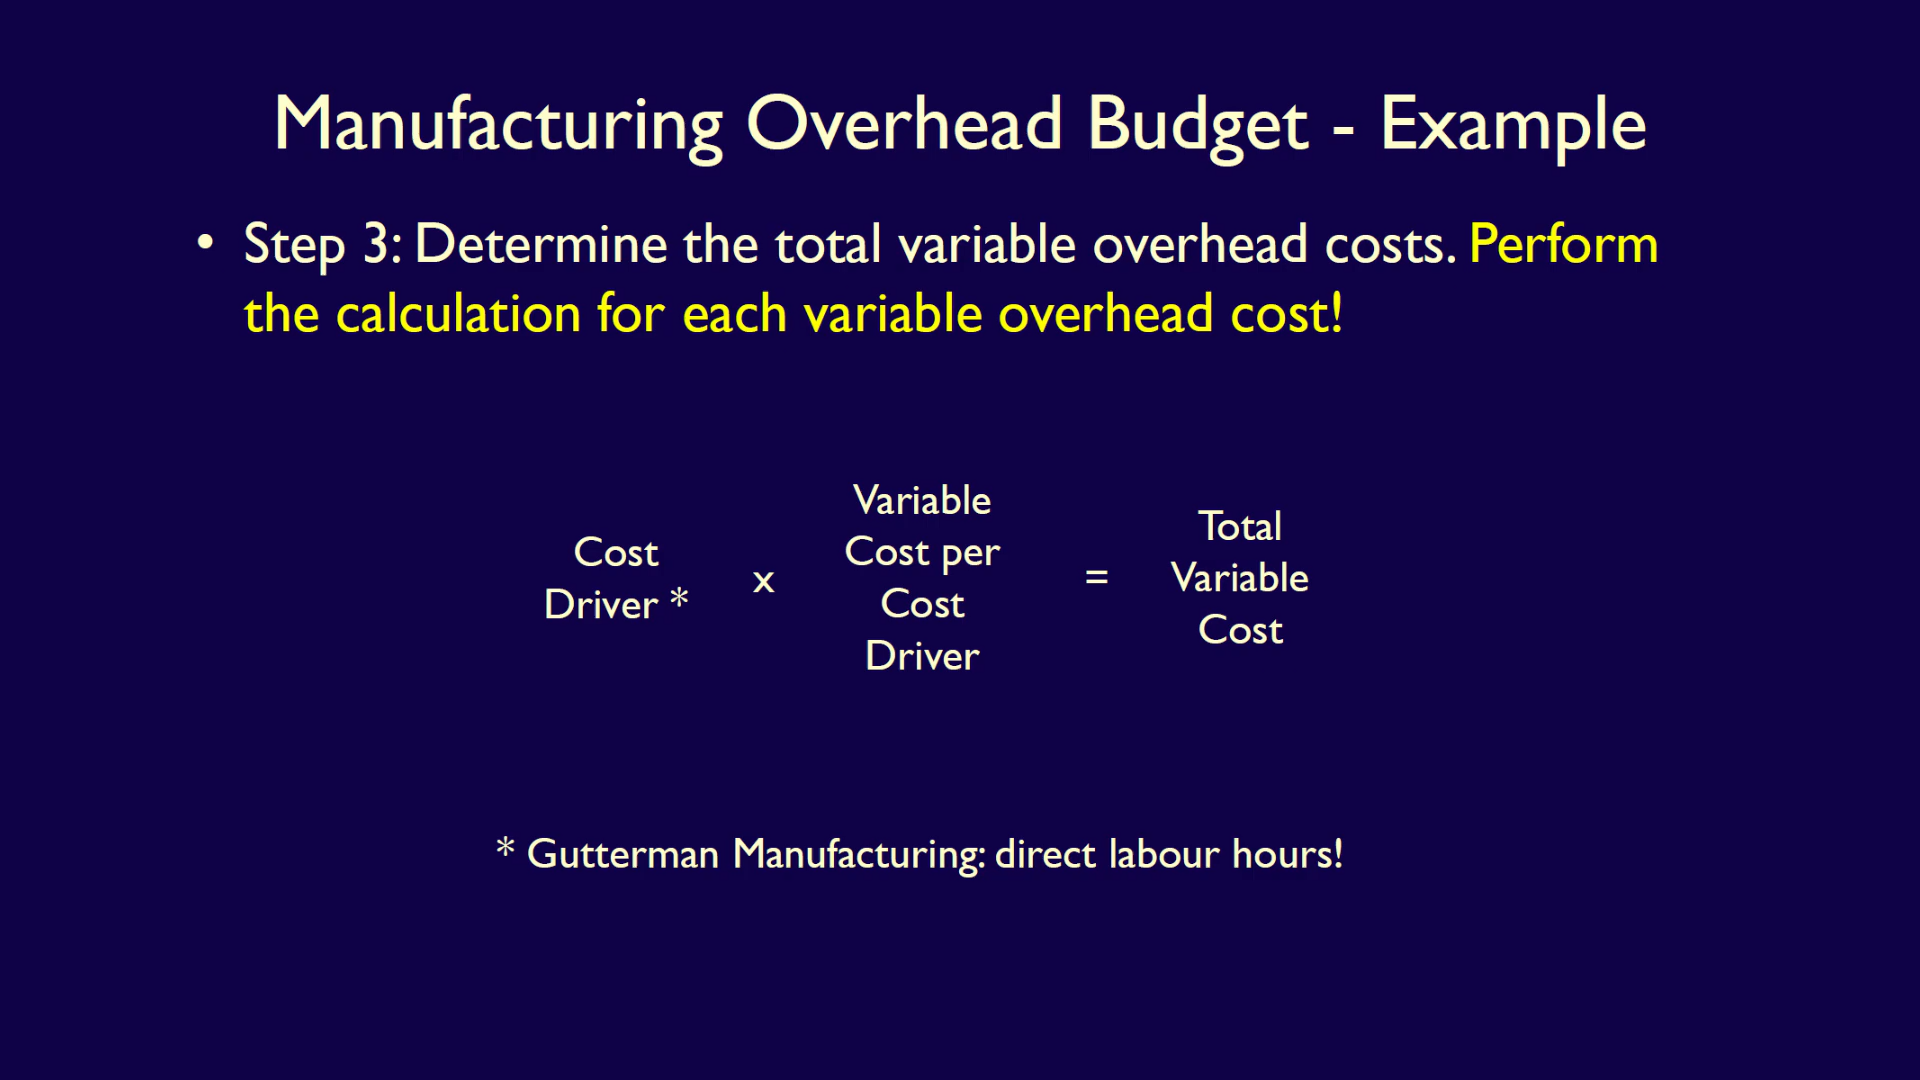 Manufacturing Overhead Budget - Example
• Step 3: Determine the total variable overhead costs. Perform
the calculation for each variable overhead cost!
Cost
Driver *
x
Variable
Cost per
Cost
Driver
=
Total
Variable
Cost
* Gutterman Manufacturing: direct labour hours!